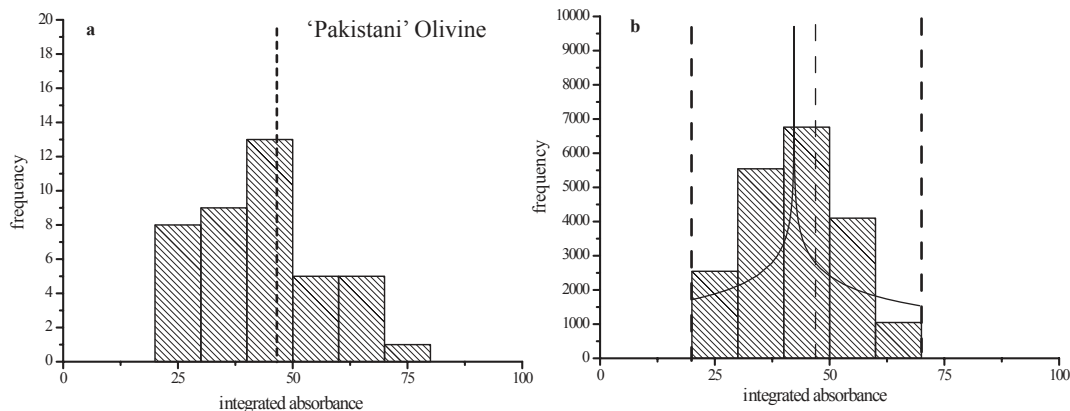 a
‘Pakistani’ Olivine
20
18
16
14
12
10
8
6
4
2
0
frequency
0 25 50 75 100
integrated absorbance
b
10000
9000
8000
7000
6000
5000
4000
3000
2000
1000
0
frequency
0 25 50 75 100
integrated absorbance